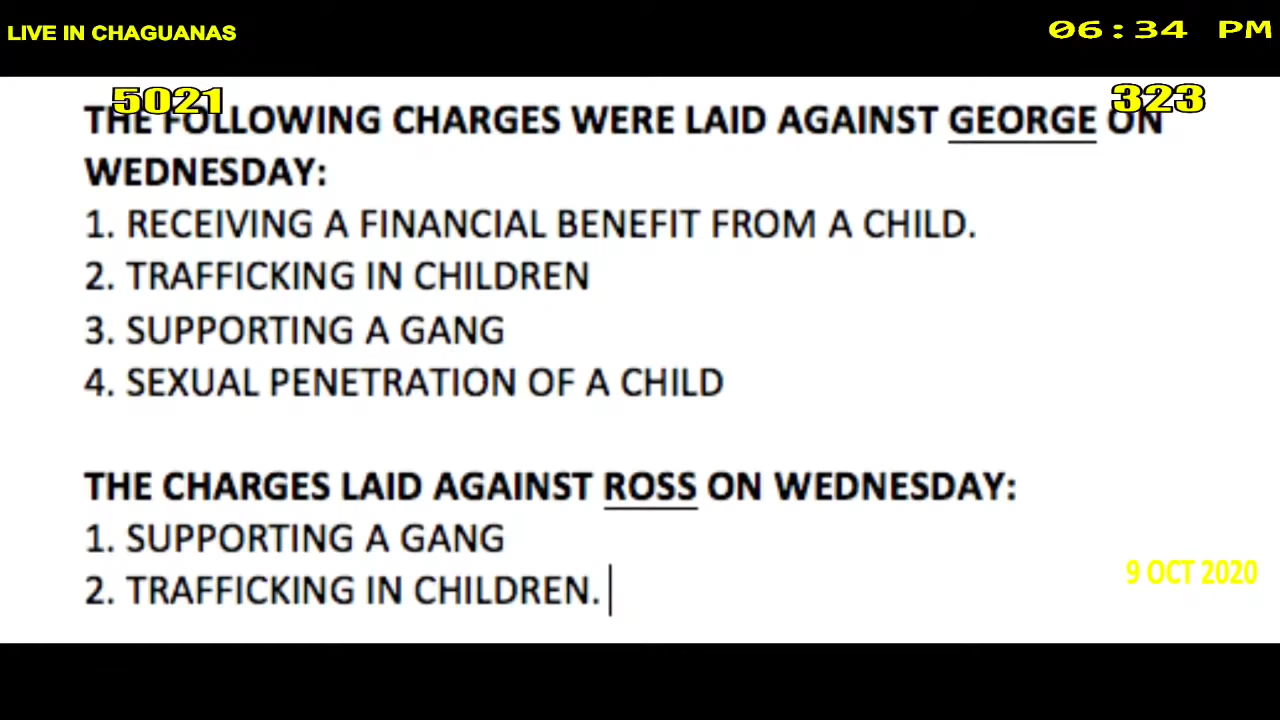 LIVE IN CHAGUANAS
06:34 PM
5021
323
THE FOLLOWING CHARGES WERE LAID AGAINST GEORGE ON
WEDNESDAY:
1. RECEIVING A FINANCIAL BENEFIT FROM A CHILD.
2. TRAFFICKING IN CHILDREN
3. SUPPORTING A GANG
4. SEXUAL PENETRATION OF A CHILD
THE CHARGES LAID AGAINST ROSS ON WEDNESDAY:
1. SUPPORTING A GANG
2. TRAFFICKING IN CHILDREN.
9 OCT 2020